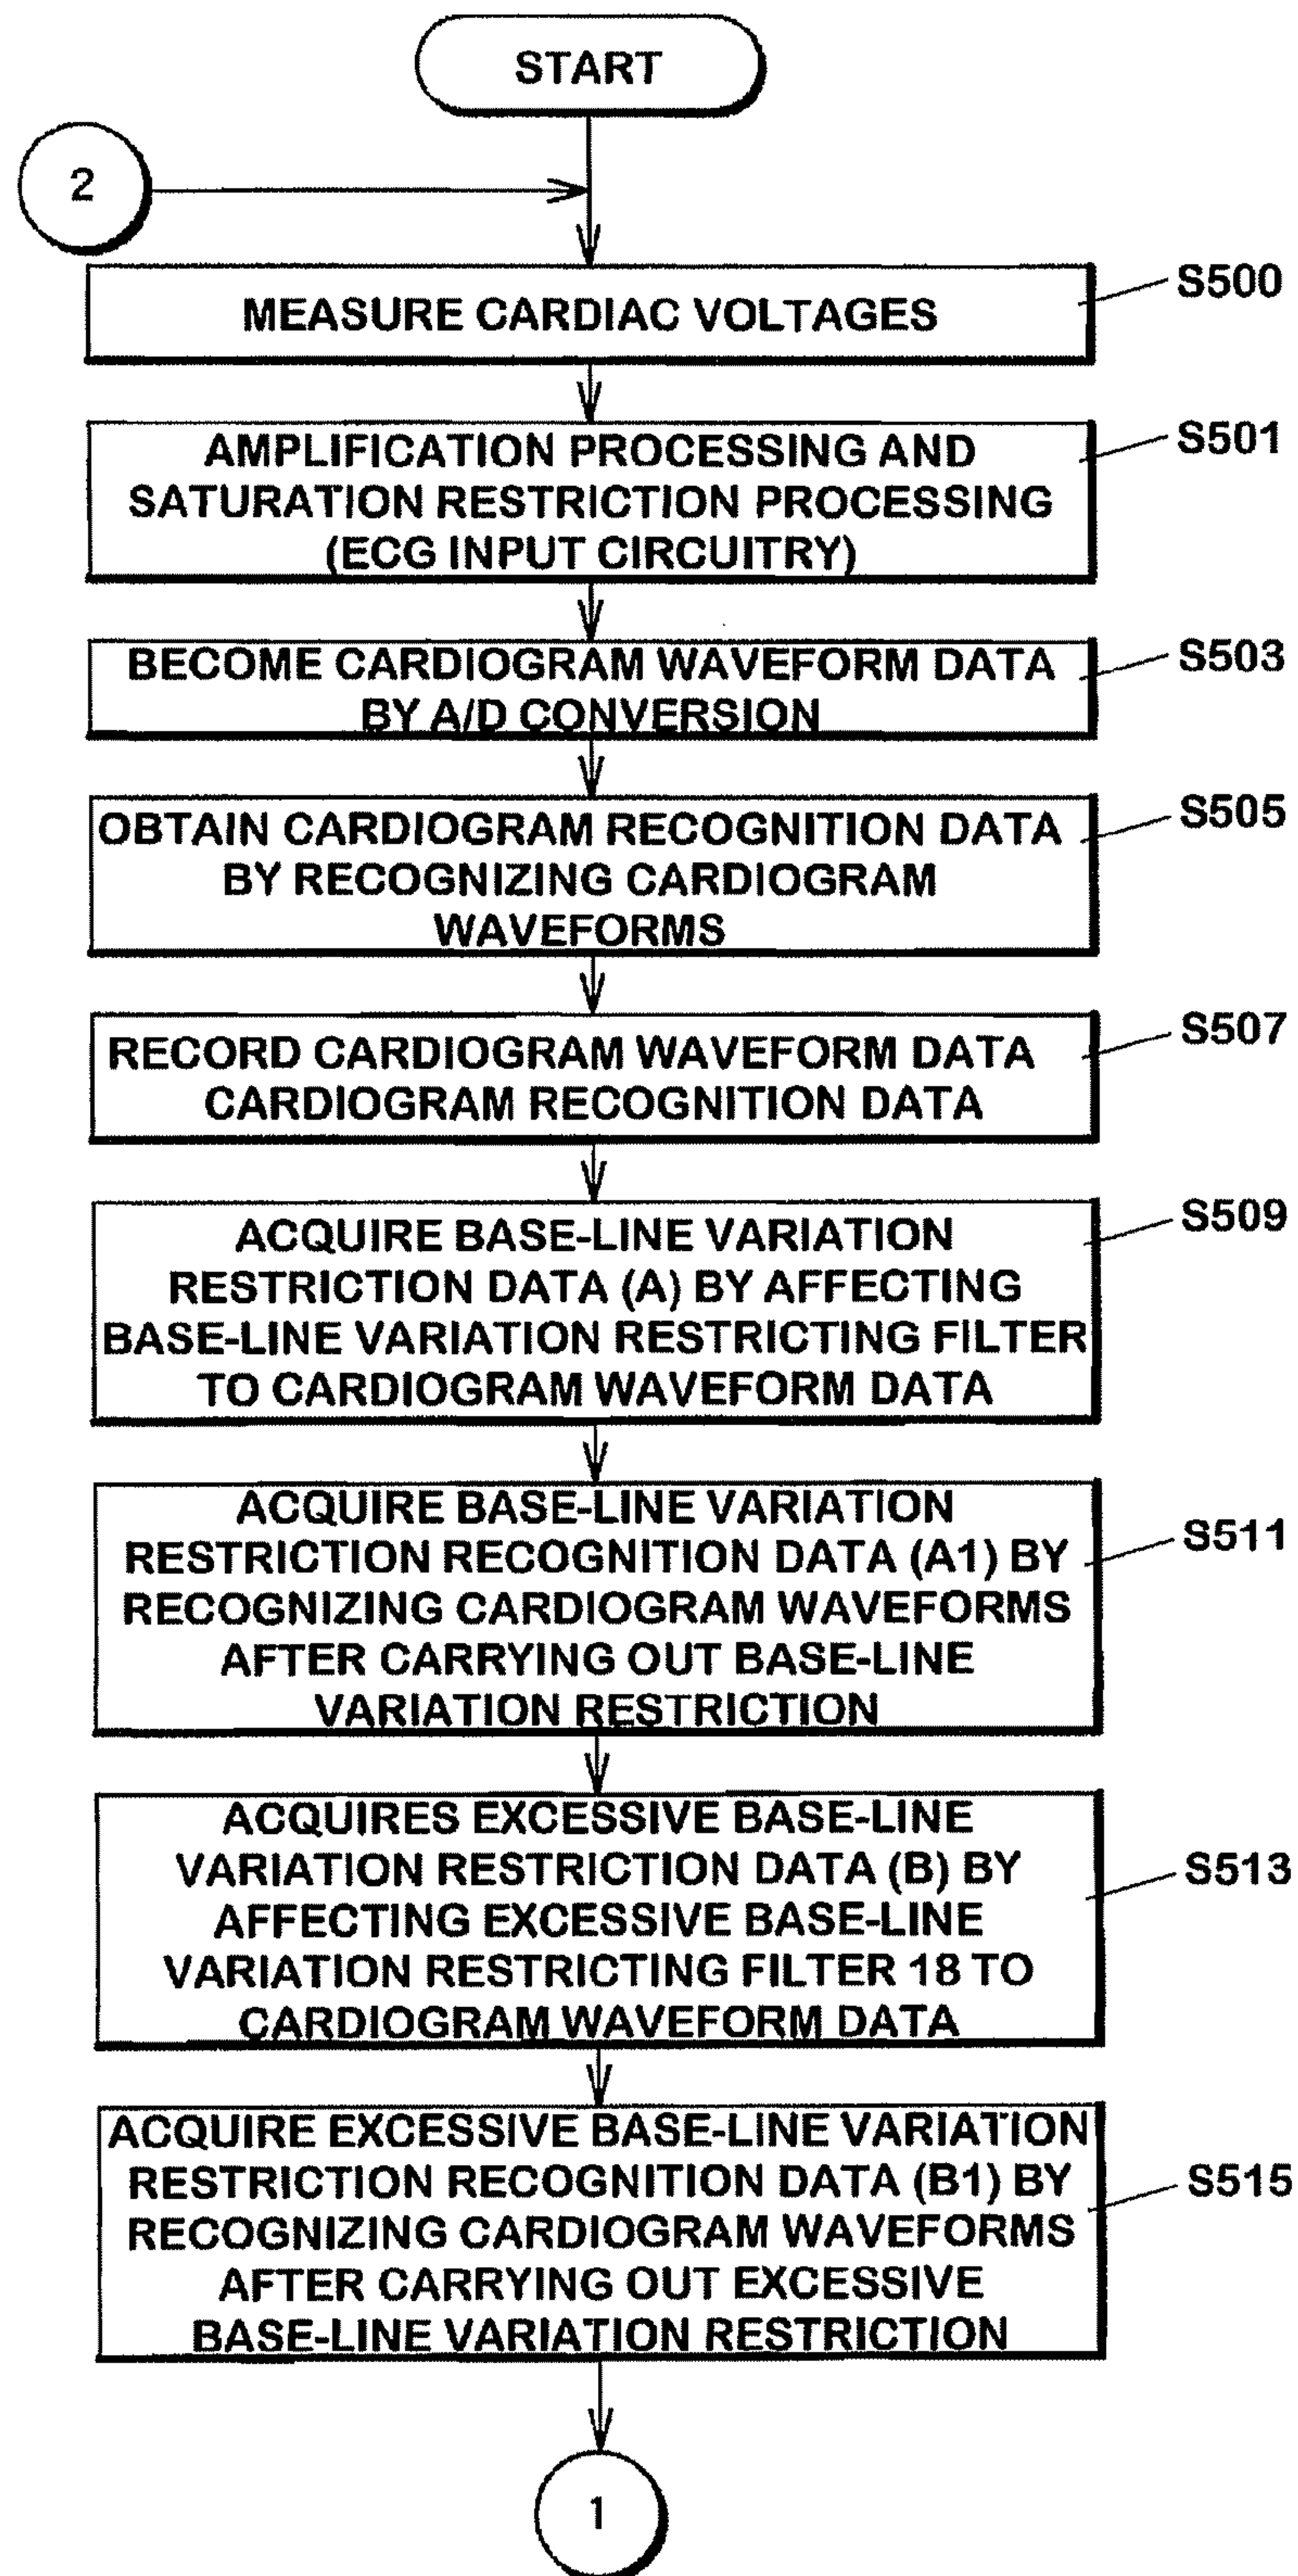 START
2
MEASURE CARDIAC VOLTAGES
S500
AMPLIFICATION PROCESSING AND
SATURATION RESTRICTION PROCESSING
(ECG INPUT CIRCUITRY)
S501
BECOME CARDIOGRAM WAVEFORM DATA
BY A/D CONVERSION
S503
OBTAIN CARDIOGRAM RECOGNITION DATA
BY RECOGNIZING CARDIOGRAM
WAVEFORMS
S505
RECORD CARDIOGRAM WAVEFORM DATA
CARDIOGRAM RECOGNITION DATA
S507
ACQUIRE BASE-LINE VARIATION
RESTRICTION DATA (A) BY AFFECTING
BASE-LINE VARIATION RESTRICTING FILTER
TO CARDIOGRAM WAVEFORM DATA
S509
ACQUIRE BASE-LINE VARIATION
RESTRICTION RECOGNITION DATA (A1) BY
RECOGNIZING CARDIOGRAM WAVEFORMS
AFTER CARRYING OUT BASE-LINE
VARIATION RESTRICTION
S511
ACQUIRES EXCESSIVE BASE-LINE
VARIATION RESTRICTION DATA (B) BY
AFFECTING EXCESSIVE BASE-LINE
VARIATION RESTRICTING FILTER 18 TO
CARDIOGRAM WAVEFORM DATA
S513
ACQUIRE EXCESSIVE BASE-LINE VARIATION
RESTRICTION RECOGNITION DATA (B1) BY
RECOGNIZING CARDIOGRAM WAVEFORMS
AFTER CARRYING OUT EXCESSIVE
BASE-LINE VARIATION RESTRICTION
S515
1